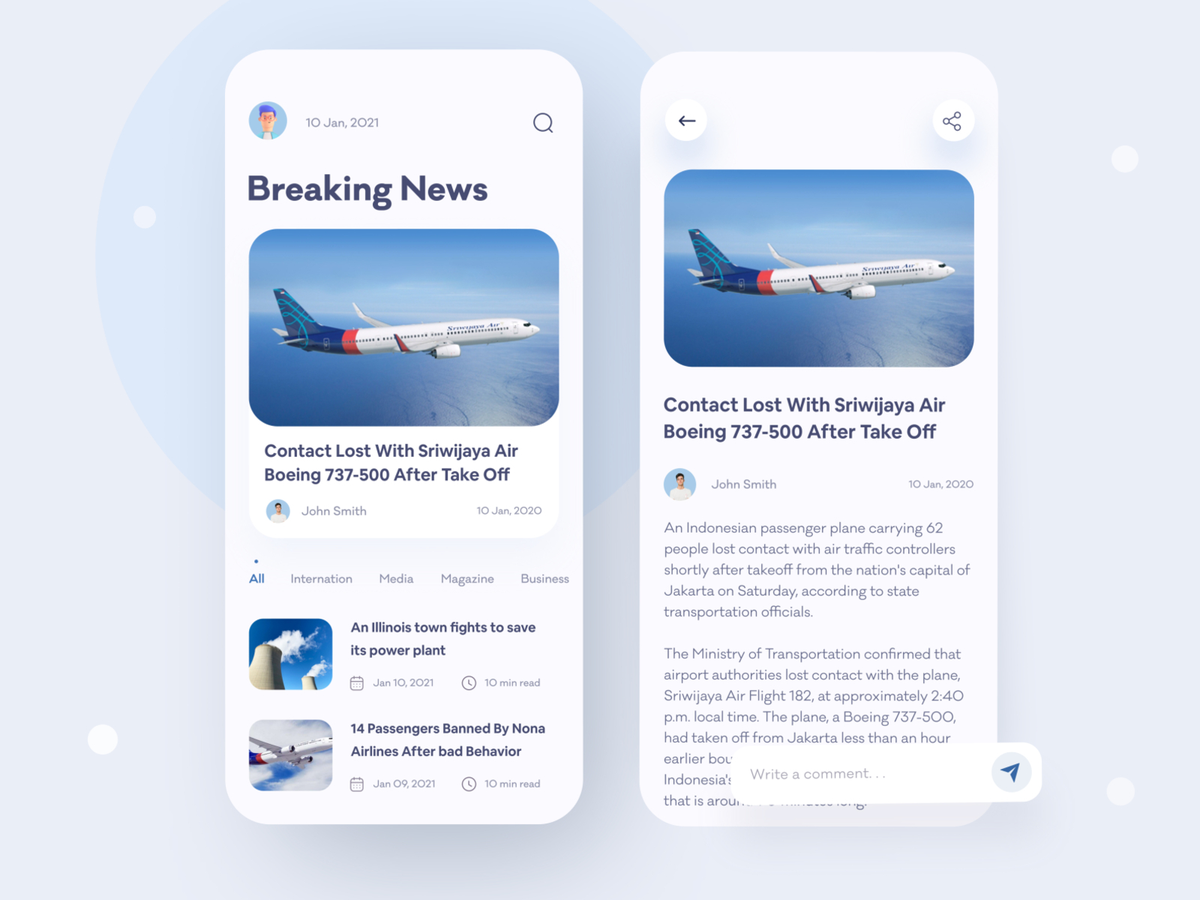 10 Jan, 2021
Breaking News
Sriwijaya Air
Contact Lost With Sriwijaya Air
Boeing 737-500 After Take Off
John Smith
10 Jan, 2020
All
Internation
Media
Magazine
Business
An Illinois town fights to save
its power plant
Jan 10, 2021
10 min read
14 Passengers Banned By Nona
Airlines After bad Behavior
Jan 09, 2021
10 min read
Sriwijaya Air
Contact Lost With Sriwijaya Air
Boeing 737-500 After Take Off
John Smith
10 Jan, 2020
An Indonesian passenger plane carrying 62
people lost contact with air traffic controllers
shortly after takeoff from the nation's capital of
Jakarta on Saturday, according to state
transportation officials.
The Ministry of Transportation confirmed that
airport authorities lost contact with the plane,
Sriwijaya Air Flight 182, at approximately 2:40
p.m. local time. The plane, a Boeing 737-500,
had taken off from Jakarta less than an hour
earlier
Indonesia's
that is minutes long.
Write a comment. . .